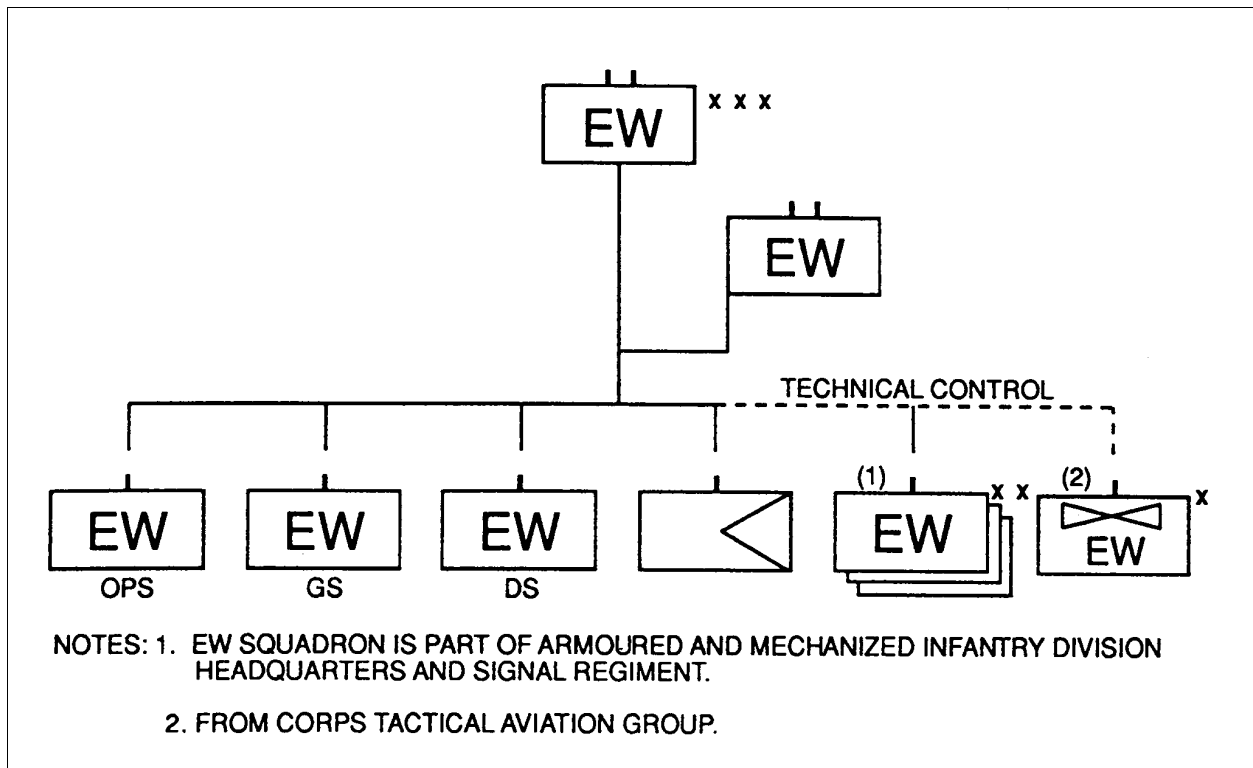 EW x x x
EW
TECHNICAL CONTROL
(1) x x (2) x
EW EW EW EW EW
OPS GS DS
NOTES: 1. EW SQUADRON IS PART OF ARMOURED AND MECHANIZED INFANTRY DIVISION
HEADQUARTERS AND SIGNAL REGIMENT.
2. FROM CORPS TACTICAL AVIATION GROUP.